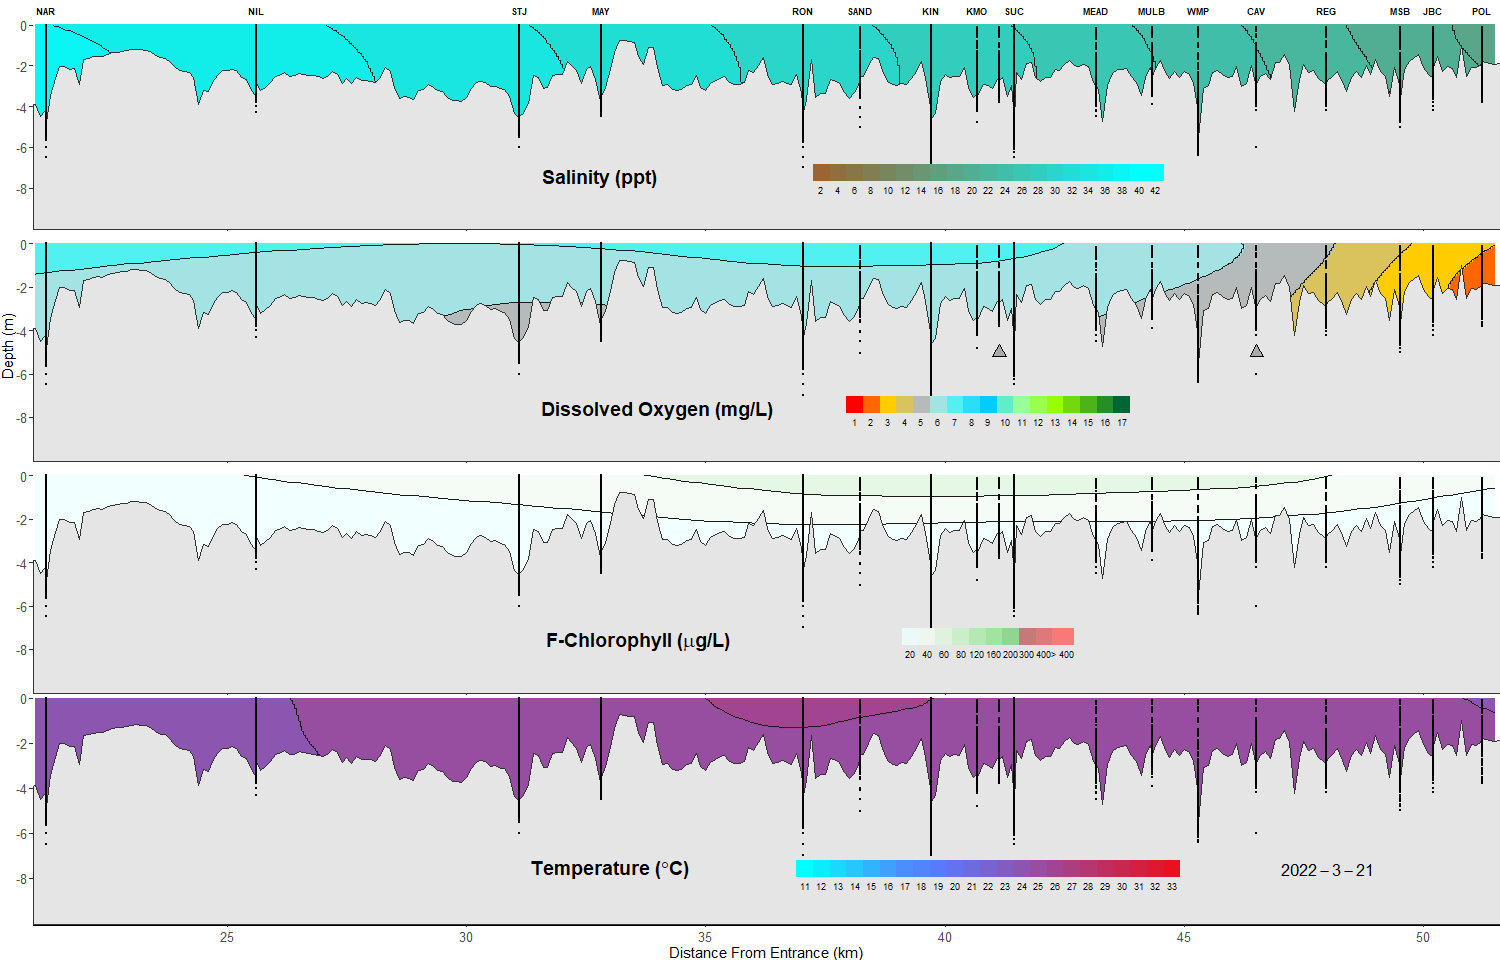 NAR NIL STJ MAY RON SAND KIN KMO SUC MEAD MULB WMP CAV REG MSB JBC POL
0
-2
-4
-6
-8
Salinity (ppt)
2 4 6 8 10 12 14 16 18 20 22 24 26 28 30 32 34 36 38 40 42
0
-2
-4
-6
-8
Depth (m)
Dissolved Oxygen (mg/L)
1 2 3 4 5 6 7 8 9 10 11 12 13 14 15 16 17
0
-2
-4
-6
-8
F-Chlorophyll (μg/L)
20 40 60 80 120 160 200 300 400> 400
0
-2
-4
-6
-8
Temperature (°C)
11 12 13 14 15 16 17 18 19 20 21 22 23 24 25 26 27 28 29 30 31 32 33
2022 – 3 – 21
25 30 35 40 45 50
Distance From Entrance (km)